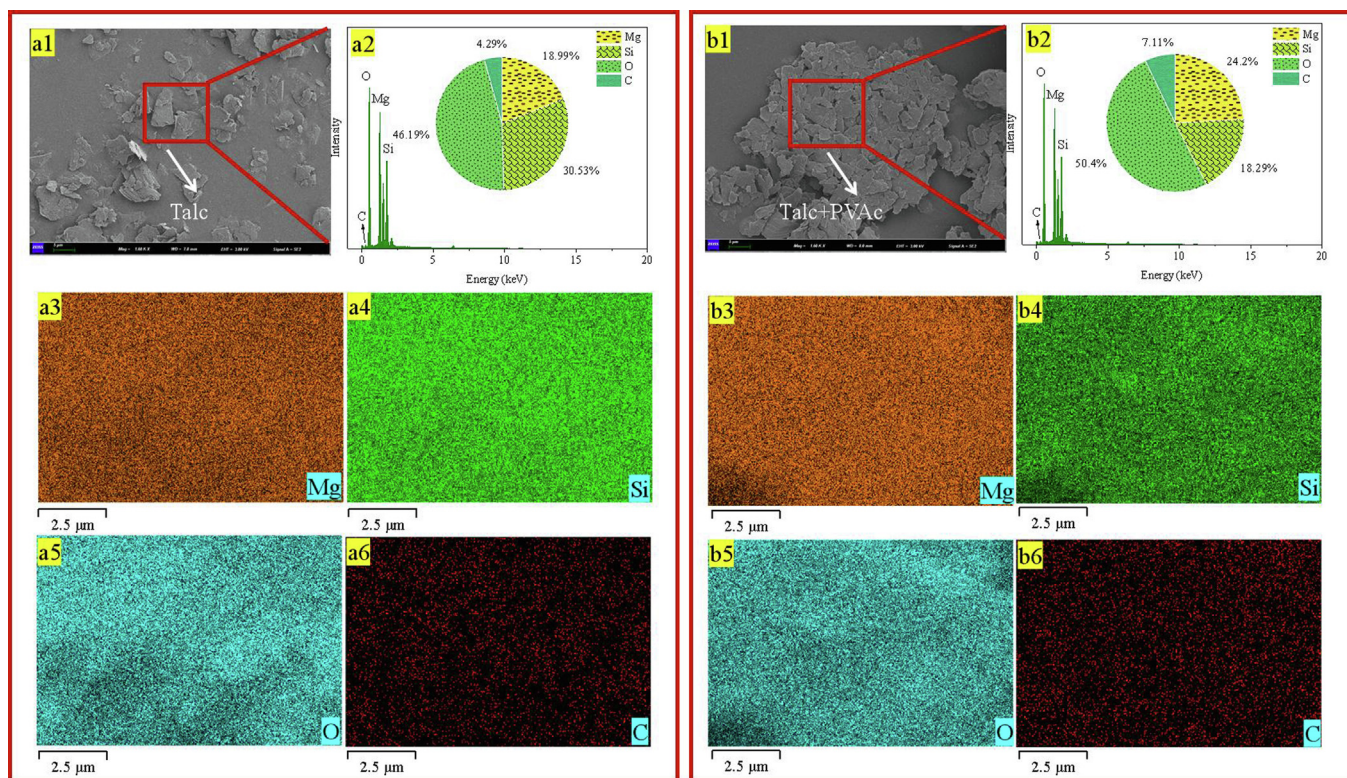 a1
Talc
ZEISS
a2
4.29%
18.99%
46.19%
30.53%
Mg
Si
O
C
O
Mg
Si
C
Intensity
0
5
10
15
20
Energy (keV)
a3
Mg
2.5 μm
a4
Si
a5
O
2.5 μm
a6
C
2.5 μm
b1
Talc+PVAc
b2
7.11%
24.2%
50.4%
18.29%
Mg
Si
O
C
O
Mg
Si
C
Intensity
0
5
10
15
20
Energy (keV)
b3
Mg
2.5 μm
b4
Si
2.5 μm
b5
O
2.5 μm
b6
C
2.5 μm